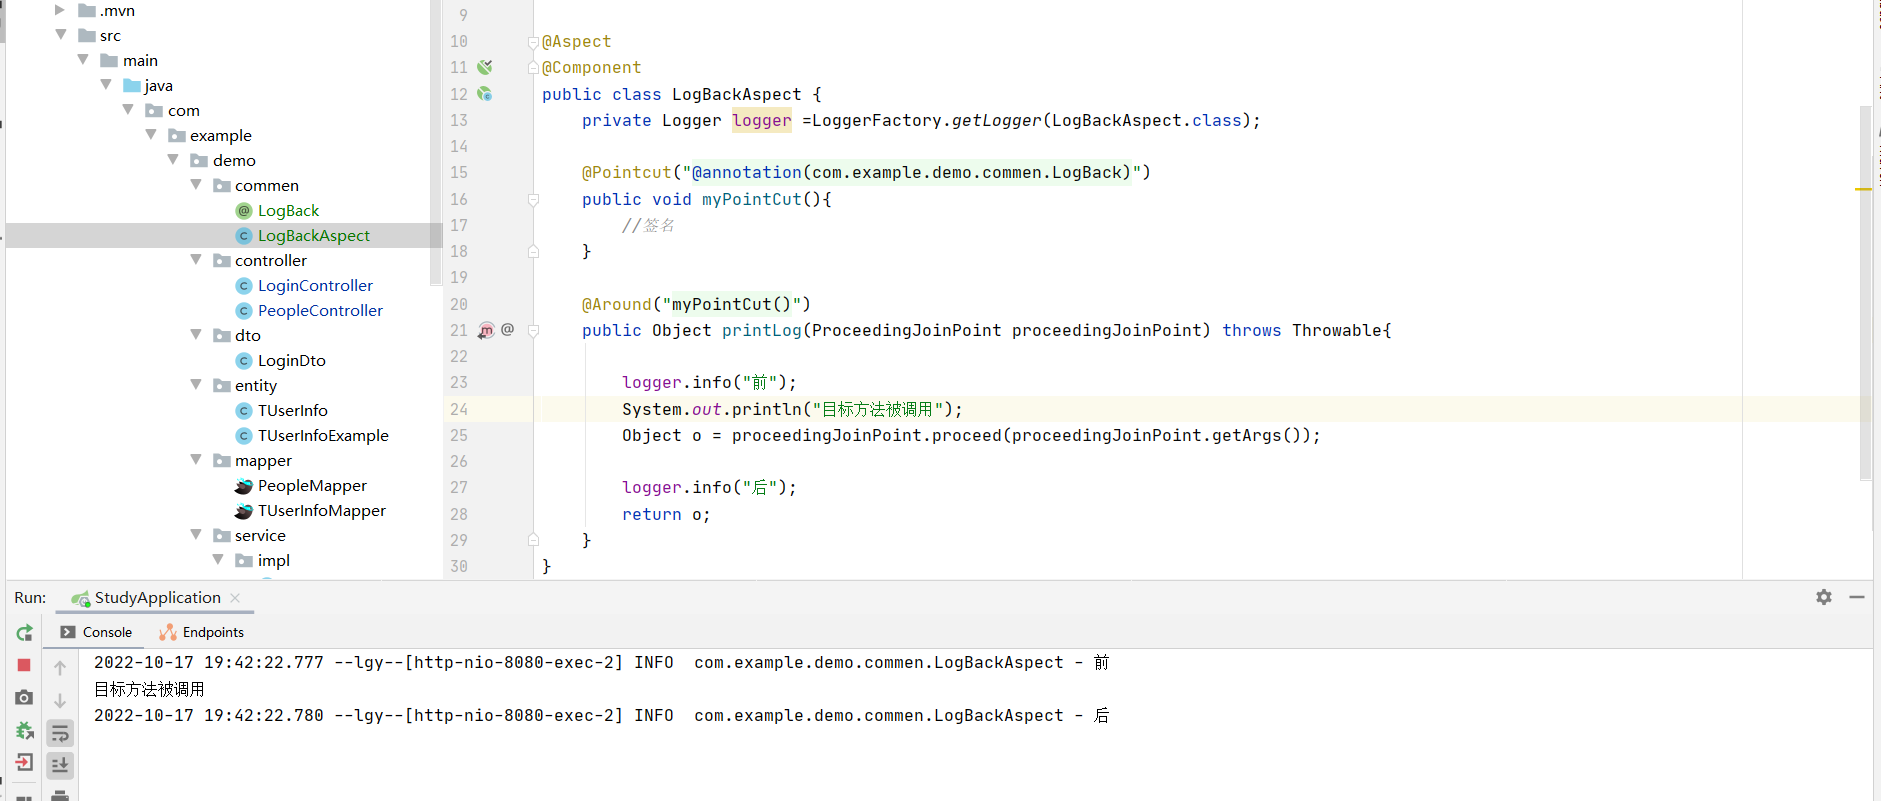 .mvn
src
main
java
com
example
demo
commen
LogBack
LogBackAspect
controller
LoginController
PeopleController
dto
LoginDto
entity
TUserInfo
TUserInfoExample
mapper
PeopleMapper
TUserInfoMapper
service
impl
9
10 @Aspect
11 @Component
12 public class LogBackAspect {
13 private Logger logger =LoggerFactory.getLogger(LogBackAspect.class);
14
15 @Pointcut("@annotation(com.example.demo.commen.LogBack)")
16 public void myPointCut(){
17 //签名
18 }
19
20 @Around("myPointCut()")
21 public Object printLog(ProceedingJoinPoint proceedingJoinPoint) throws Throwable{
22
23 logger.info("前");
24 System.out.println("目标方法被调用");
25 Object o = proceedingJoinPoint.proceed(proceedingJoinPoint.getArgs());
26
27 logger.info("后");
28 return o;
29 }
30 }
Run: StudyApplication
Console Endpoints
2022-10-17 19:42:22.777 --lgy--[http-nio-8080-exec-2] INFO  com.example.demo.commen.LogBackAspect - 前
目标方法被调用
2022-10-17 19:42:22.780 --lgy--[http-nio-8080-exec-2] INFO  com.example.demo.commen.LogBackAspect - 后